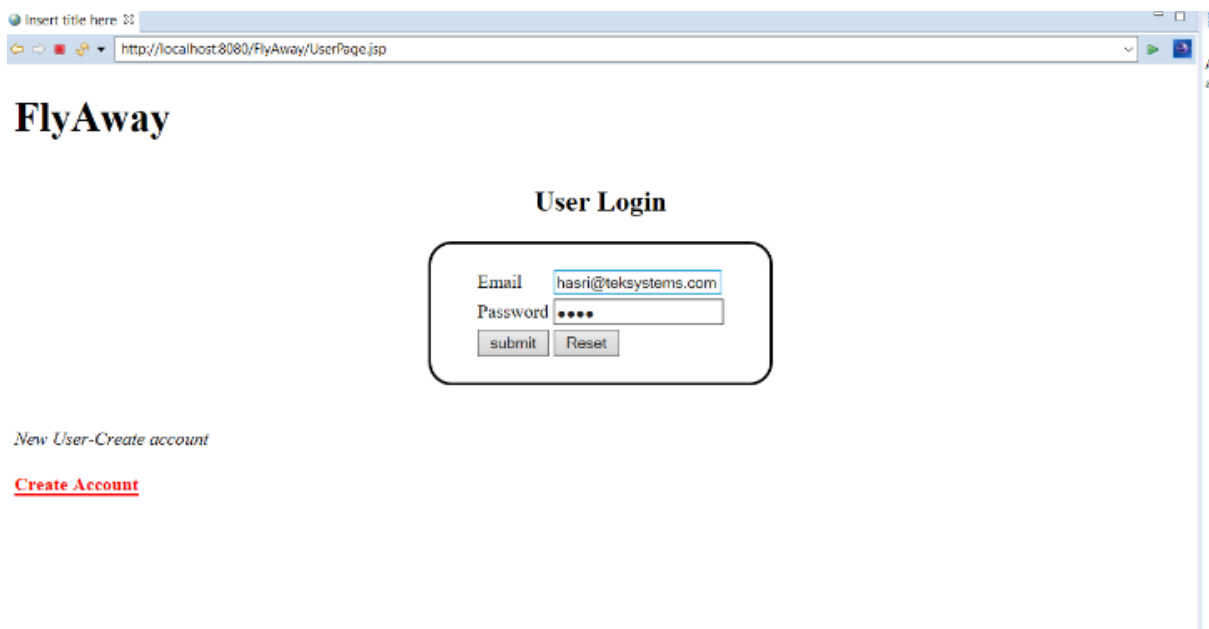 Insert title here
http://localhost:8080/FlyAway/UserPage.jsp
FlyAway
User Login
Email hasri@teksystems.com
Password ••••
submit Reset
New User-Create account
Create Account